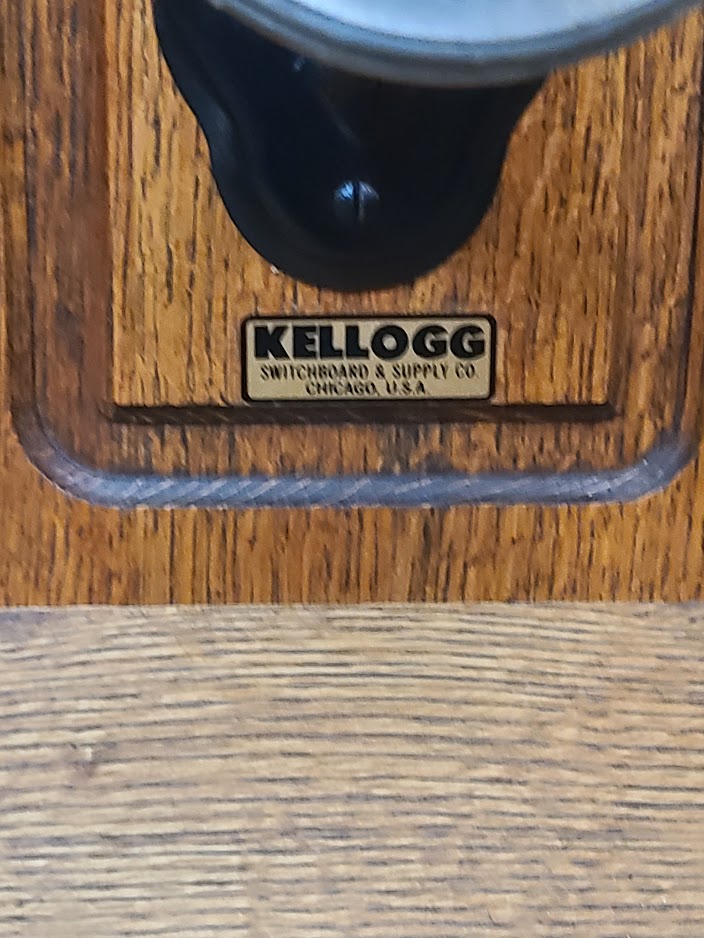 KELLOGG
SWITCHBOARD & SUPPLY CO.
CHICAGO, U.S.A.